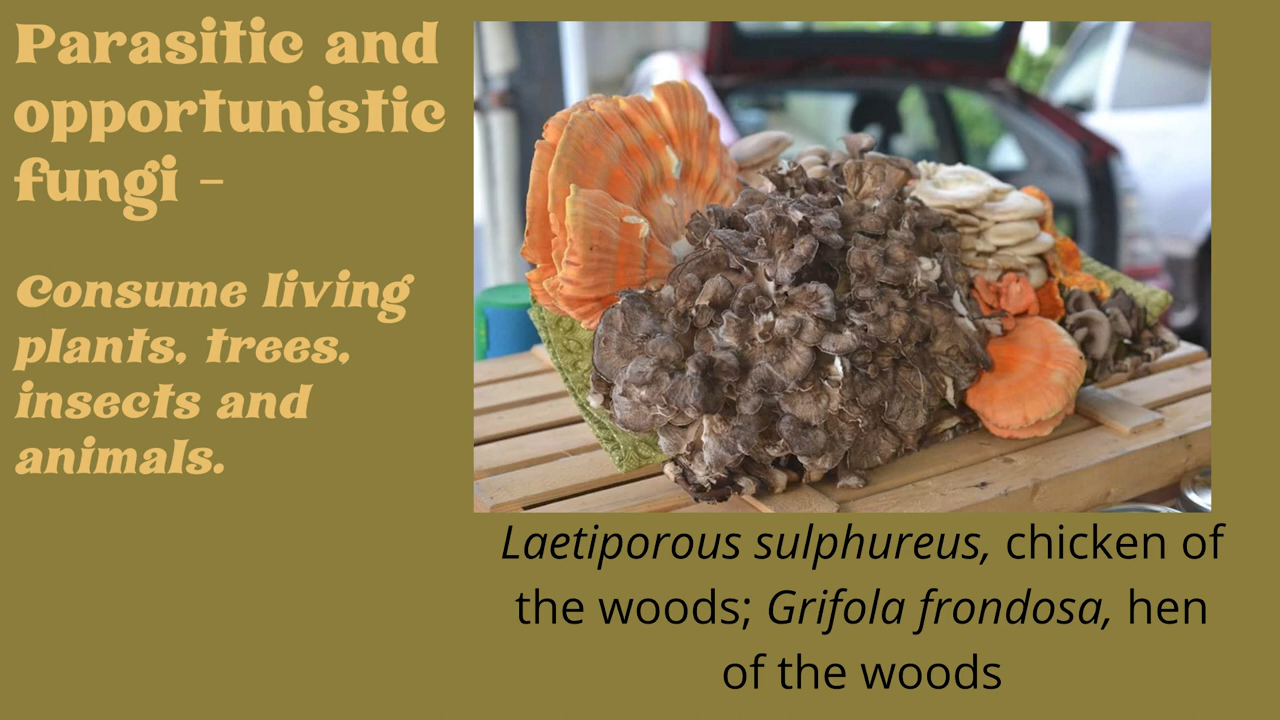 Parasitic and
opportunistic
fungi –
Consume living
plants, trees,
insects and
animals.
Laetiporous sulphureus, chicken of
the woods; Grifola frondosa, hen
of the woods